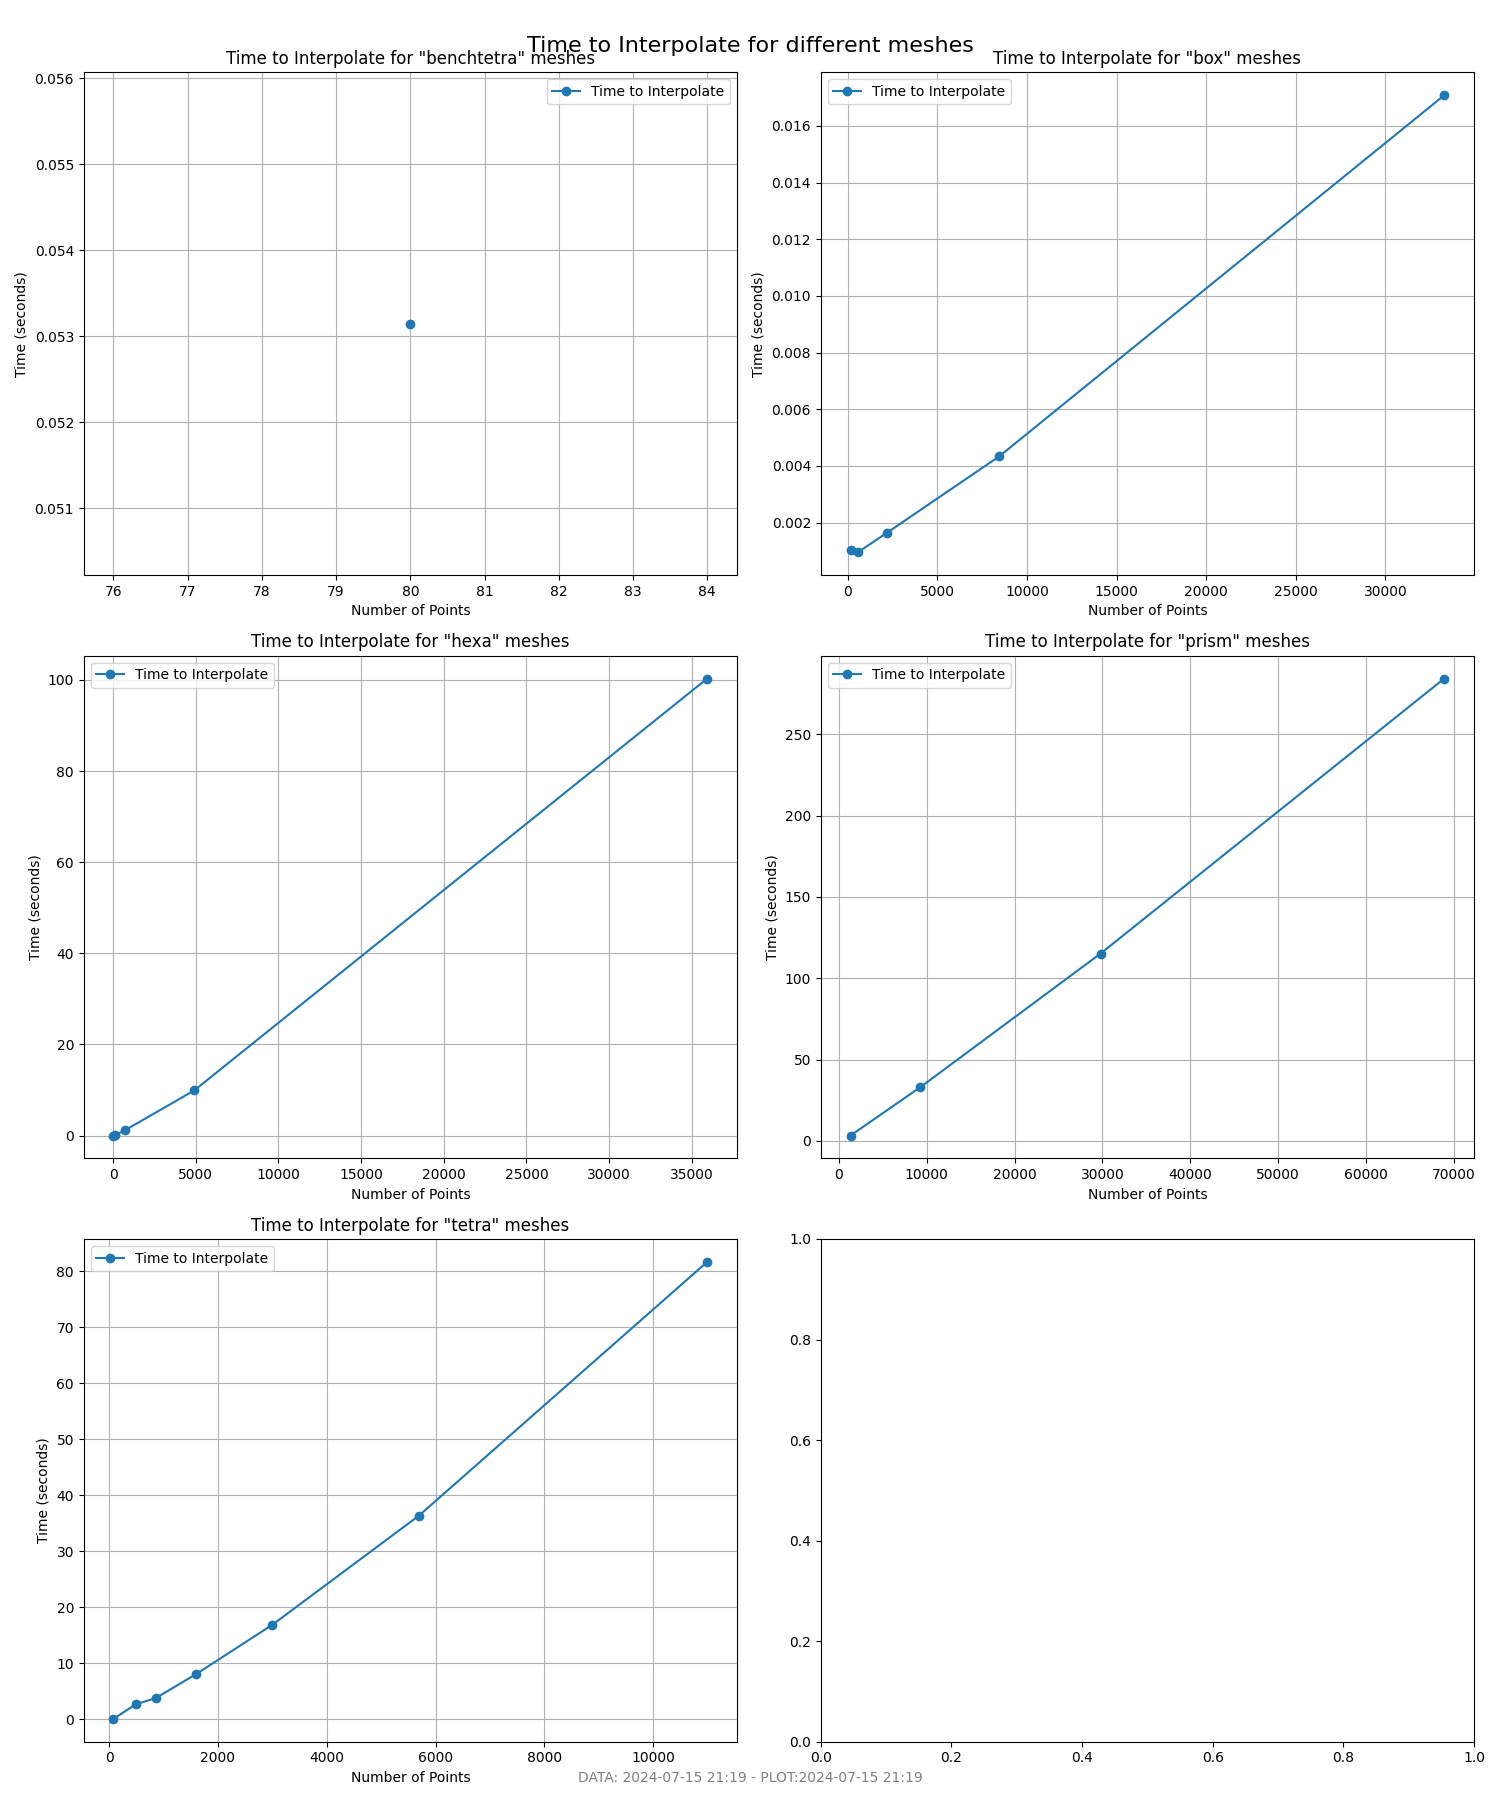 Time to Interpolate for different meshes
Time to Interpolate for "benchtetra" meshes
Time to Interpolate
Time (seconds)
0.056
0.055
0.054
0.053
0.052
0.051
76 77 78 79 80 81 82 83 84
Number of Points
Time to Interpolate for "box" meshes
Time to Interpolate
Time (seconds)
0.016
0.014
0.012
0.010
0.008
0.006
0.004
0.002
0 5000 10000 15000 20000 25000 30000
Number of Points
Time to Interpolate for "hexa" meshes
Time to Interpolate
Time (seconds)
100
80
60
40
20
0
0 5000 10000 15000 20000 25000 30000 35000
Number of Points
Time to Interpolate for "prism" meshes
Time to Interpolate
Time (seconds)
250
200
150
100
50
0
0 10000 20000 30000 40000 50000 60000 70000
Number of Points
Time to Interpolate for "tetra" meshes
Time to Interpolate
Time (seconds)
80
70
60
50
40
30
20
10
0
0 2000 4000 6000 8000 10000
Number of Points
1.0
0.8
0.6
0.4
0.2
0.0
0.0 0.2 0.4 0.6 0.8 1.0
DATA: 2024-07-15 21:19 - PLOT:2024-07-15 21:19